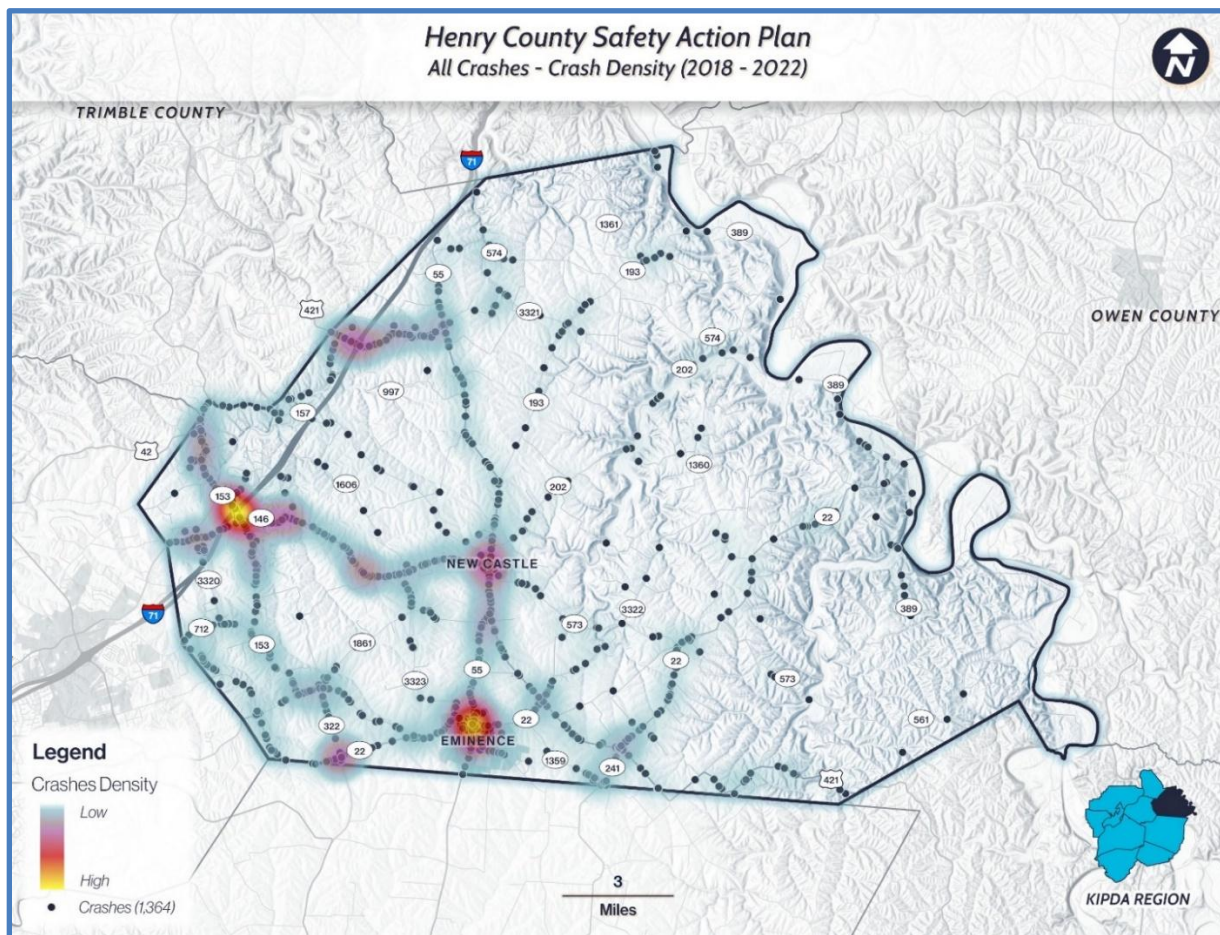 Henry County Safety Action Plan
All Crashes - Crash Density (2018 - 2022)
N
TRIMBLE COUNTY
71
1361
389
574
193
55
421
3321
OWEN COUNTY
574
202
997
389
193
157
42
1360
1606
202
153
146
22
NEW CASTLE
3320
71
3322
389
573
712
153
1861
22
55
3323
573
322
22
561
EMINENCE
22
1359
241
421
Legend
Crashes Density
Low
High
Crashes (1,364)
3
Miles
KIPDA REGION